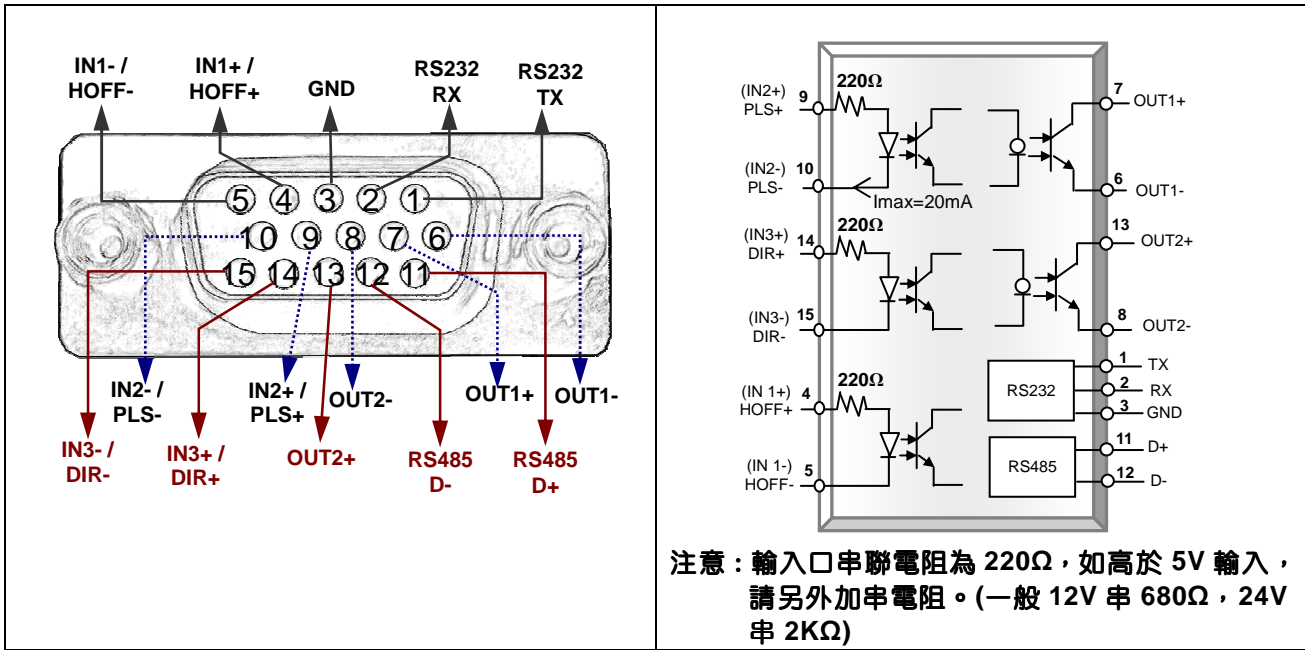 IN1- /
HOFF-
IN1+ /
HOFF+
GND
RS232
RX
RS232
TX
5 4 3 2 1
10 9 8 7 6
15 14 13 12 11
IN2- /
PLS-
IN2+ /
PLS+
OUT2-
OUT1+
OUT1-
IN3- /
DIR-
IN3+ /
DIR+
OUT2+
RS485
D-
RS485
D+
(IN2+)
PLS+
9
220Ω
(IN2-)
PLS-
10
Imax=20mA
(IN3+)
DIR+
14
220Ω
(IN3-)
DIR-
15
(IN 1+)
HOFF+
4
220Ω
(IN 1-)
HOFF-
5
7
OUT1+
6
OUT1-
13
OUT2+
8
OUT2-
RS232
1
TX
2
RX
3
GND
RS485
11
D+
12
D-
注意：輸入口串聯電阻為 220Ω，如高於 5V 輸入，
請另外加串電阻。(一般 12V 串 680Ω，24V
串 2KΩ)